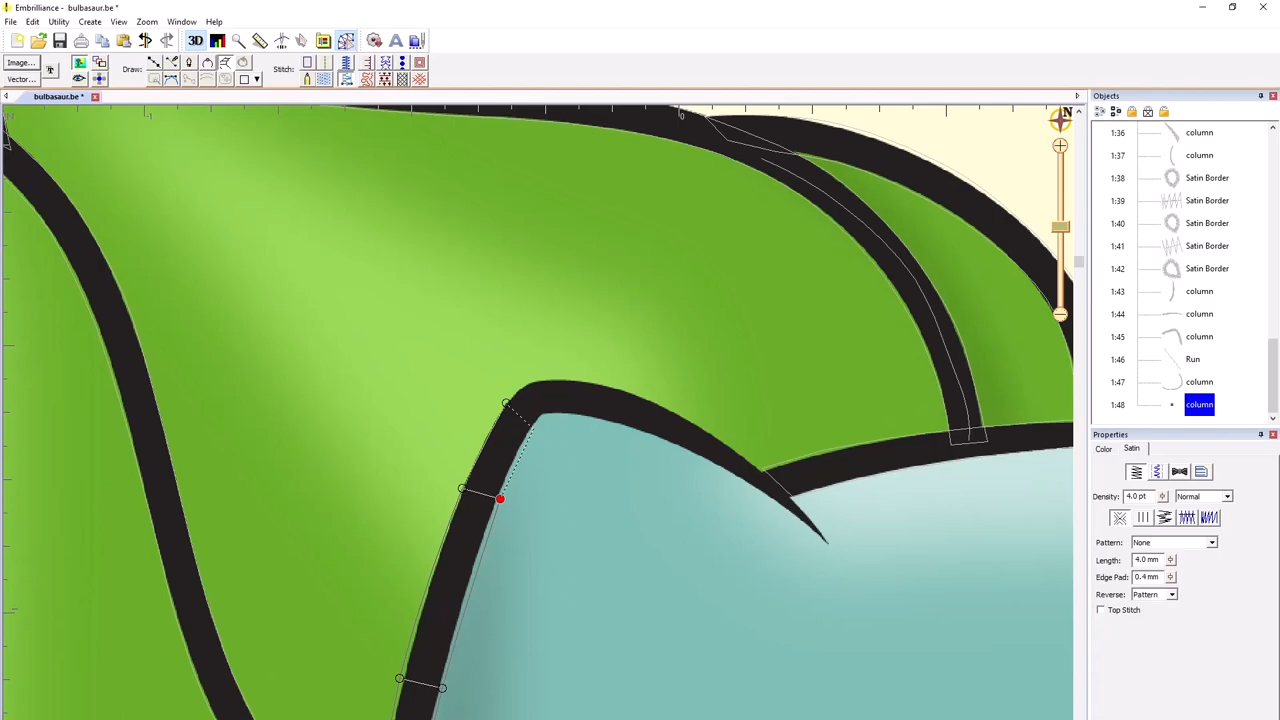 Embrilliance - bulbasaur.be *
File Edit Utility Create View Zoom Window Help
3D
Image... Draw: Stitch:
Vector...
bulbasaur.be *
-1 0
N
Objects
1:36 column
1:37 column
1:38 Satin Border
1:39 Satin Border
1:40 Satin Border
1:41 Satin Border
1:42 Satin Border
1:43 column
1:44 column
1:45 column
1:46 Run
1:47 column
1:48 column
Properties
Color Satin
Density: 4.0 pt Normal
Pattern: None
Length: 4.0 mm
Edge Pad: 0.4 mm
Reverse: Pattern
Top Stitch